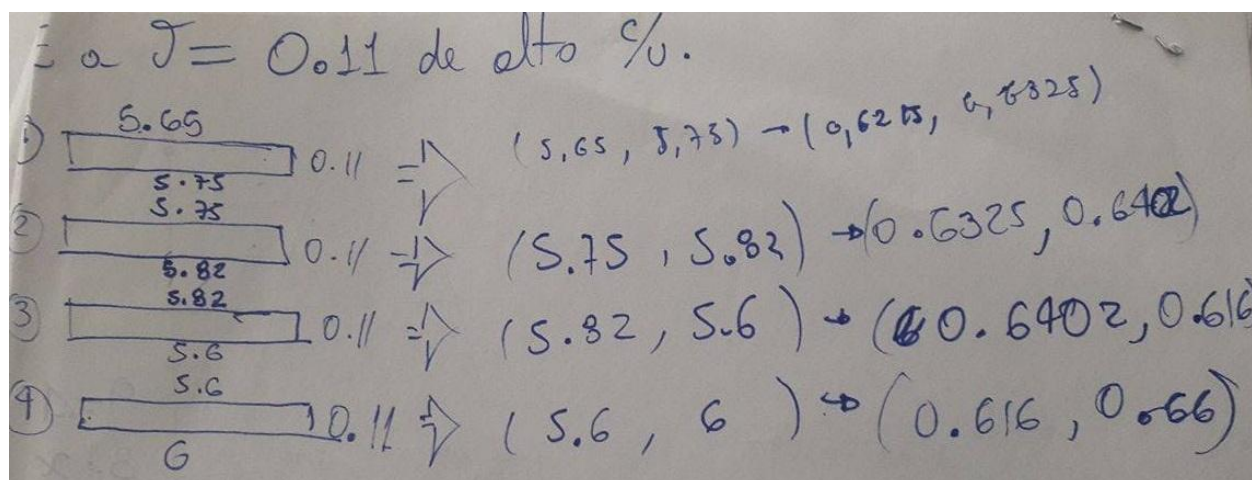 a J = 0.11 de alto c/u.
① 5.65
0.11 ⇒ (5,65, 5,75) → (0,6215, 0,6325)
5.75
② 5.75
0.11 ⇒ (5.75, 5.82) → (0.6325, 0.6402)
5.82
③ 5.82
0.11 ⇒ (5.82, 5.6) → (0.6402, 0.616
5.6
④ 5.6
0.11 ⇒ (5.6, 6) → (0.616, 0.66)
6